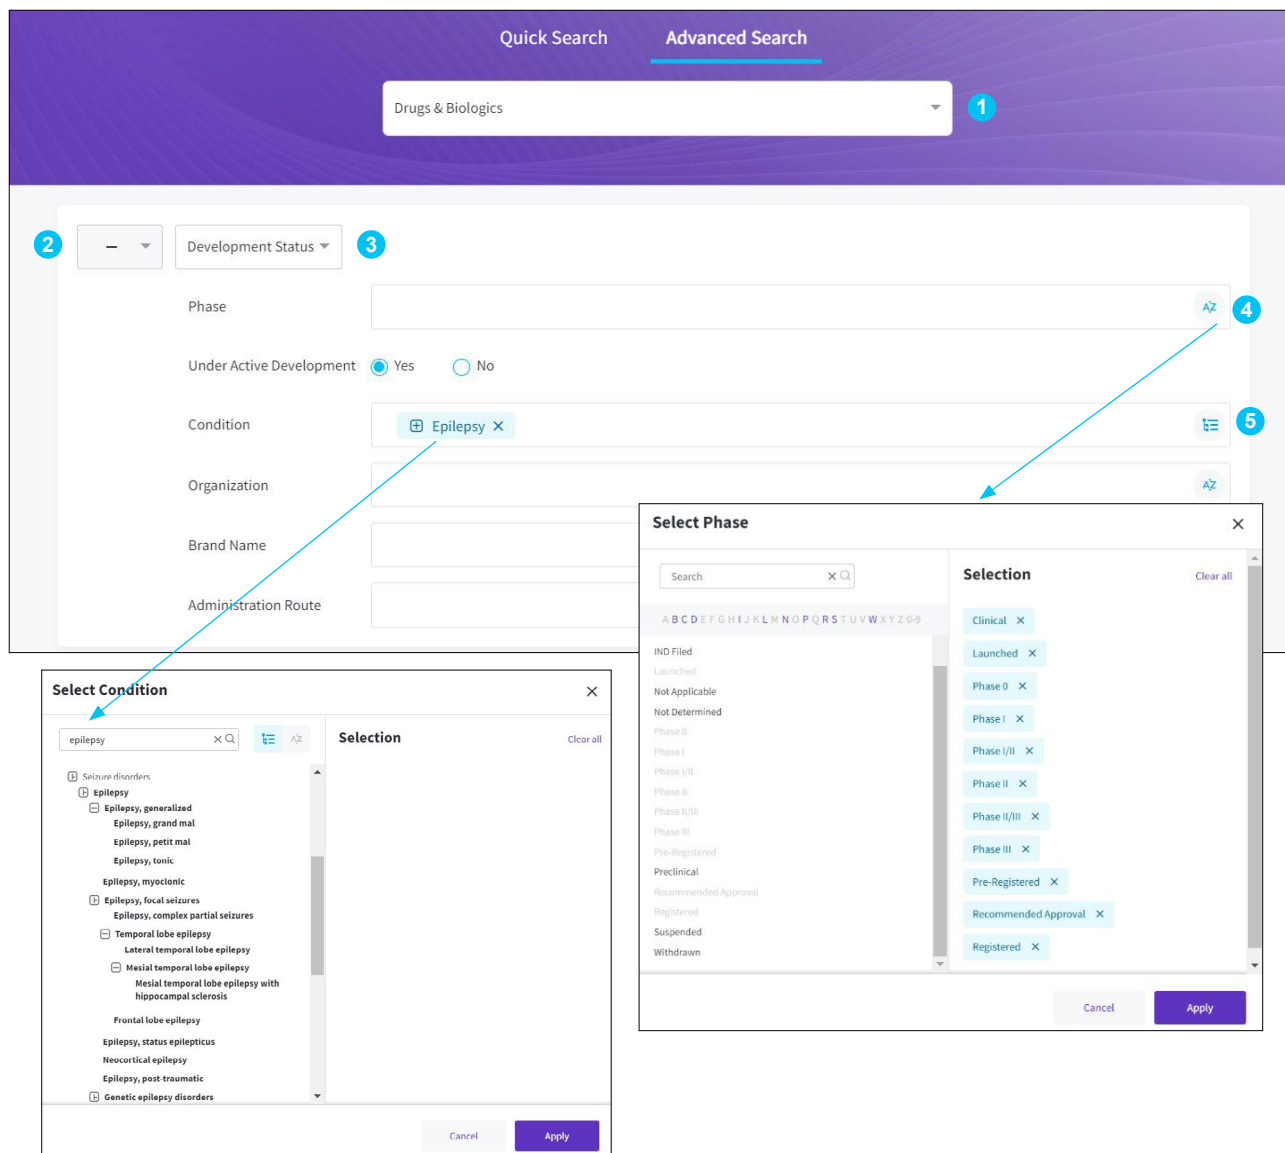 Quick Search Advanced Search
Drugs & Biologics
1
2 – Development Status 3
Phase
AZ 4
Under Active Development Yes No
Condition
Epilepsy ×
5
Organization
AZ
Brand Name
Administration Route
Select Phase
Search
Selection
Clear all
A B C D E F G H I J K L M N O P Q R S T U V W X Y Z 0-9
IND Filed
Launched
Not Applicable
Not Determined
Phase 0
Phase I
Phase I/II
Phase II
Phase II/III
Phase III
Pre-Registered
Preclinical
Recommended Approval
Registered
Suspended
Withdrawn
Clinical ×
Launched ×
Phase 0 ×
Phase I ×
Phase I/II ×
Phase II ×
Phase II/III ×
Phase III ×
Pre-Registered ×
Recommended Approval ×
Registered ×
Cancel Apply
Select Condition
epilepsy
AZ
Selection
Clear all
Seizure disorders
Epilepsy
Epilepsy, generalized
Epilepsy, grand mal
Epilepsy, petit mal
Epilepsy, tonic
Epilepsy, myoclonic
Epilepsy, focal seizures
Epilepsy, complex partial seizures
Temporal lobe epilepsy
Lateral temporal lobe epilepsy
Mesial temporal lobe epilepsy
Mesial temporal lobe epilepsy with
hippocampal sclerosis
Frontal lobe epilepsy
Epilepsy, status epilepticus
Neocortical epilepsy
Epilepsy, post-traumatic
Genetic epilepsy disorders
Cancel Apply